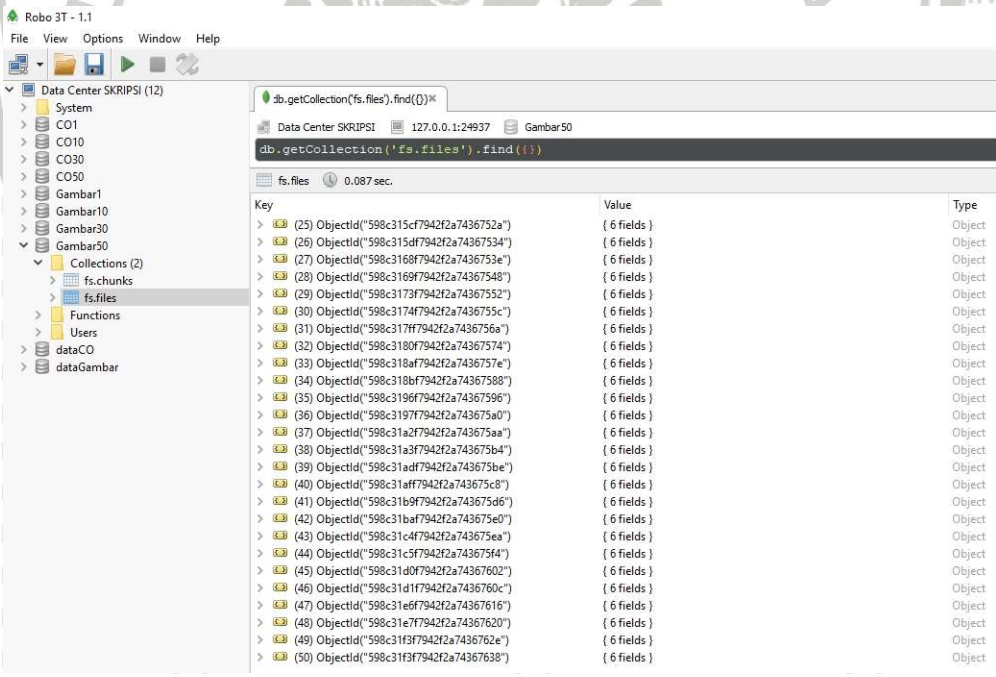 Robo 3T - 1.1
File View Options Window Help
Data Center SKRIPSI (12)
System
CO1
CO10
CO30
CO50
Gambar1
Gambar10
Gambar30
Gambar50
Collections (2)
fs.chunks
fs.files
Functions
Users
dataCO
dataGambar
db.getCollection('fs.files').find({})
Data Center SKRIPSI 127.0.0.1:24937 Gambar50
db.getCollection('fs.files').find({})
fs.files 0.087 sec.
Key Value Type
(25) ObjectId("598c315cf7942f2a7436752a") { 6 fields } Object
(26) ObjectId("598c315df7942f2a74367534") { 6 fields } Object
(27) ObjectId("598c3168f7942f2a7436753e") { 6 fields } Object
(28) ObjectId("598c3169f7942f2a74367548") { 6 fields } Object
(29) ObjectId("598c3173f7942f2a74367552") { 6 fields } Object
(30) ObjectId("598c3174f7942f2a7436755c") { 6 fields } Object
(31) ObjectId("598c317ff7942f2a7436756a") { 6 fields } Object
(32) ObjectId("598c3180f7942f2a74367574") { 6 fields } Object
(33) ObjectId("598c318af7942f2a7436757e") { 6 fields } Object
(34) ObjectId("598c318bf7942f2a74367588") { 6 fields } Object
(35) ObjectId("598c3196f7942f2a74367596") { 6 fields } Object
(36) ObjectId("598c3197f7942f2a743675a0") { 6 fields } Object
(37) ObjectId("598c31a2f7942f2a743675aa") { 6 fields } Object
(38) ObjectId("598c31a3f7942f2a743675b4") { 6 fields } Object
(39) ObjectId("598c31adf7942f2a743675be") { 6 fields } Object
(40) ObjectId("598c31aff7942f2a743675c8") { 6 fields } Object
(41) ObjectId("598c31b9f7942f2a743675d6") { 6 fields } Object
(42) ObjectId("598c31baf7942f2a743675e0") { 6 fields } Object
(43) ObjectId("598c31c4f7942f2a743675ea") { 6 fields } Object
(44) ObjectId("598c31c5f7942f2a743675f4") { 6 fields } Object
(45) ObjectId("598c31d0f7942f2a74367602") { 6 fields } Object
(46) ObjectId("598c31d1f7942f2a7436760c") { 6 fields } Object
(47) ObjectId("598c31e6f7942f2a74367616") { 6 fields } Object
(48) ObjectId("598c31e7f7942f2a74367620") { 6 fields } Object
(49) ObjectId("598c31f3f7942f2a7436762e") { 6 fields } Object
(50) ObjectId("598c31f3f7942f2a74367638") { 6 fields } Object